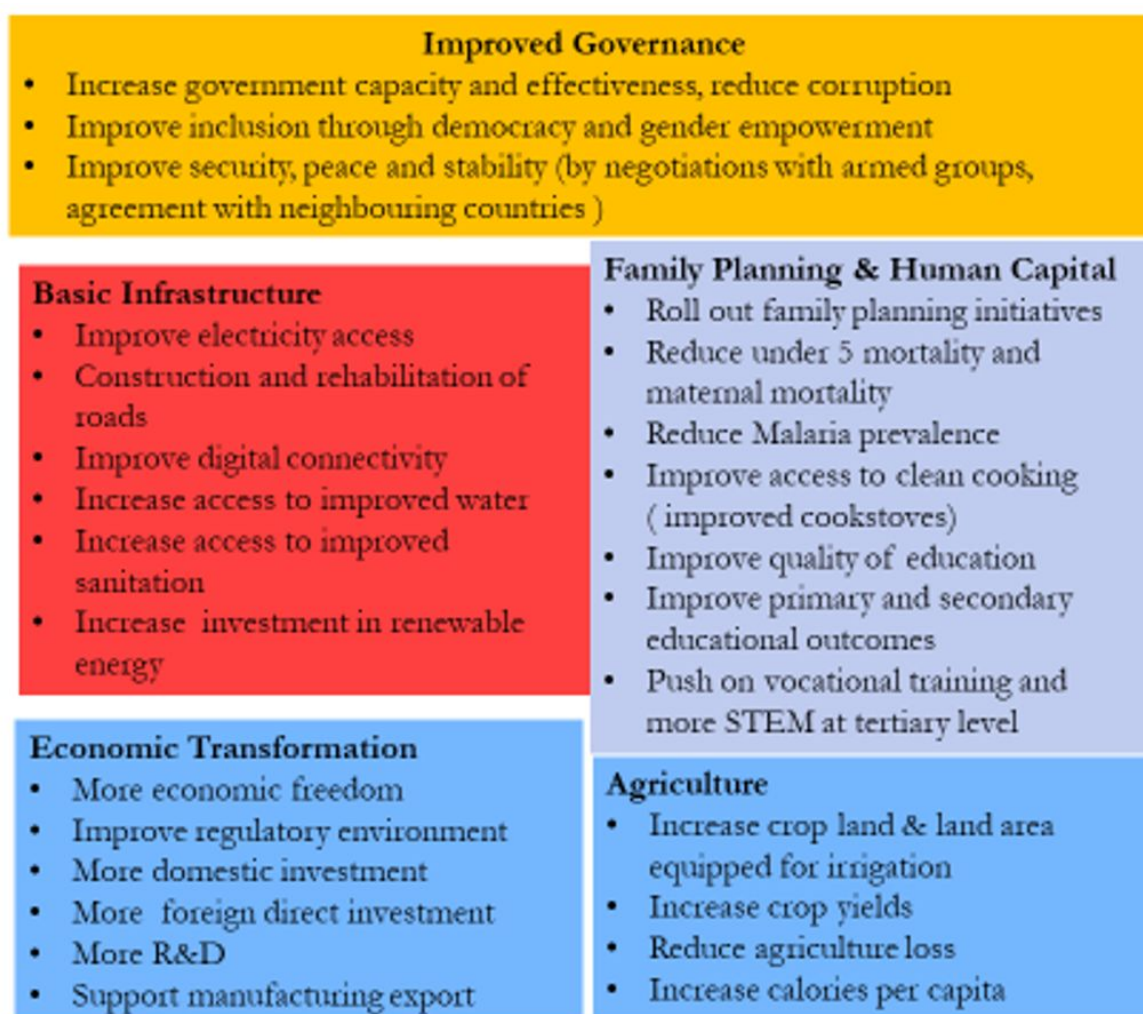 Improved Governance
• Increase government capacity and effectiveness, reduce corruption
• Improve inclusion through democracy and gender empowerment
• Improve security, peace and stability (by negotiations with armed groups,
agreement with neighbouring countries )
Basic Infrastructure
• Improve electricity access
• Construction and rehabilitation of
roads
• Improve digital connectivity
• Increase access to improved water
• Increase access to improved
sanitation
• Increase investment in renewable
energy
Family Planning & Human Capital
• Roll out family planning initiatives
• Reduce under 5 mortality and
maternal mortality
• Reduce Malaria prevalence
• Improve access to clean cooking
( improved cookstoves)
• Improve quality of education
• Improve primary and secondary
educational outcomes
• Push on vocational training and
more STEM at tertiary level
Economic Transformation
• More economic freedom
• Improve regulatory environment
• More domestic investment
• More foreign direct investment
• More R&D
• Support manufacturing export
Agriculture
• Increase crop land & land area
equipped for irrigation
• Increase crop yields
• Reduce agriculture loss
• Increase calories per capita